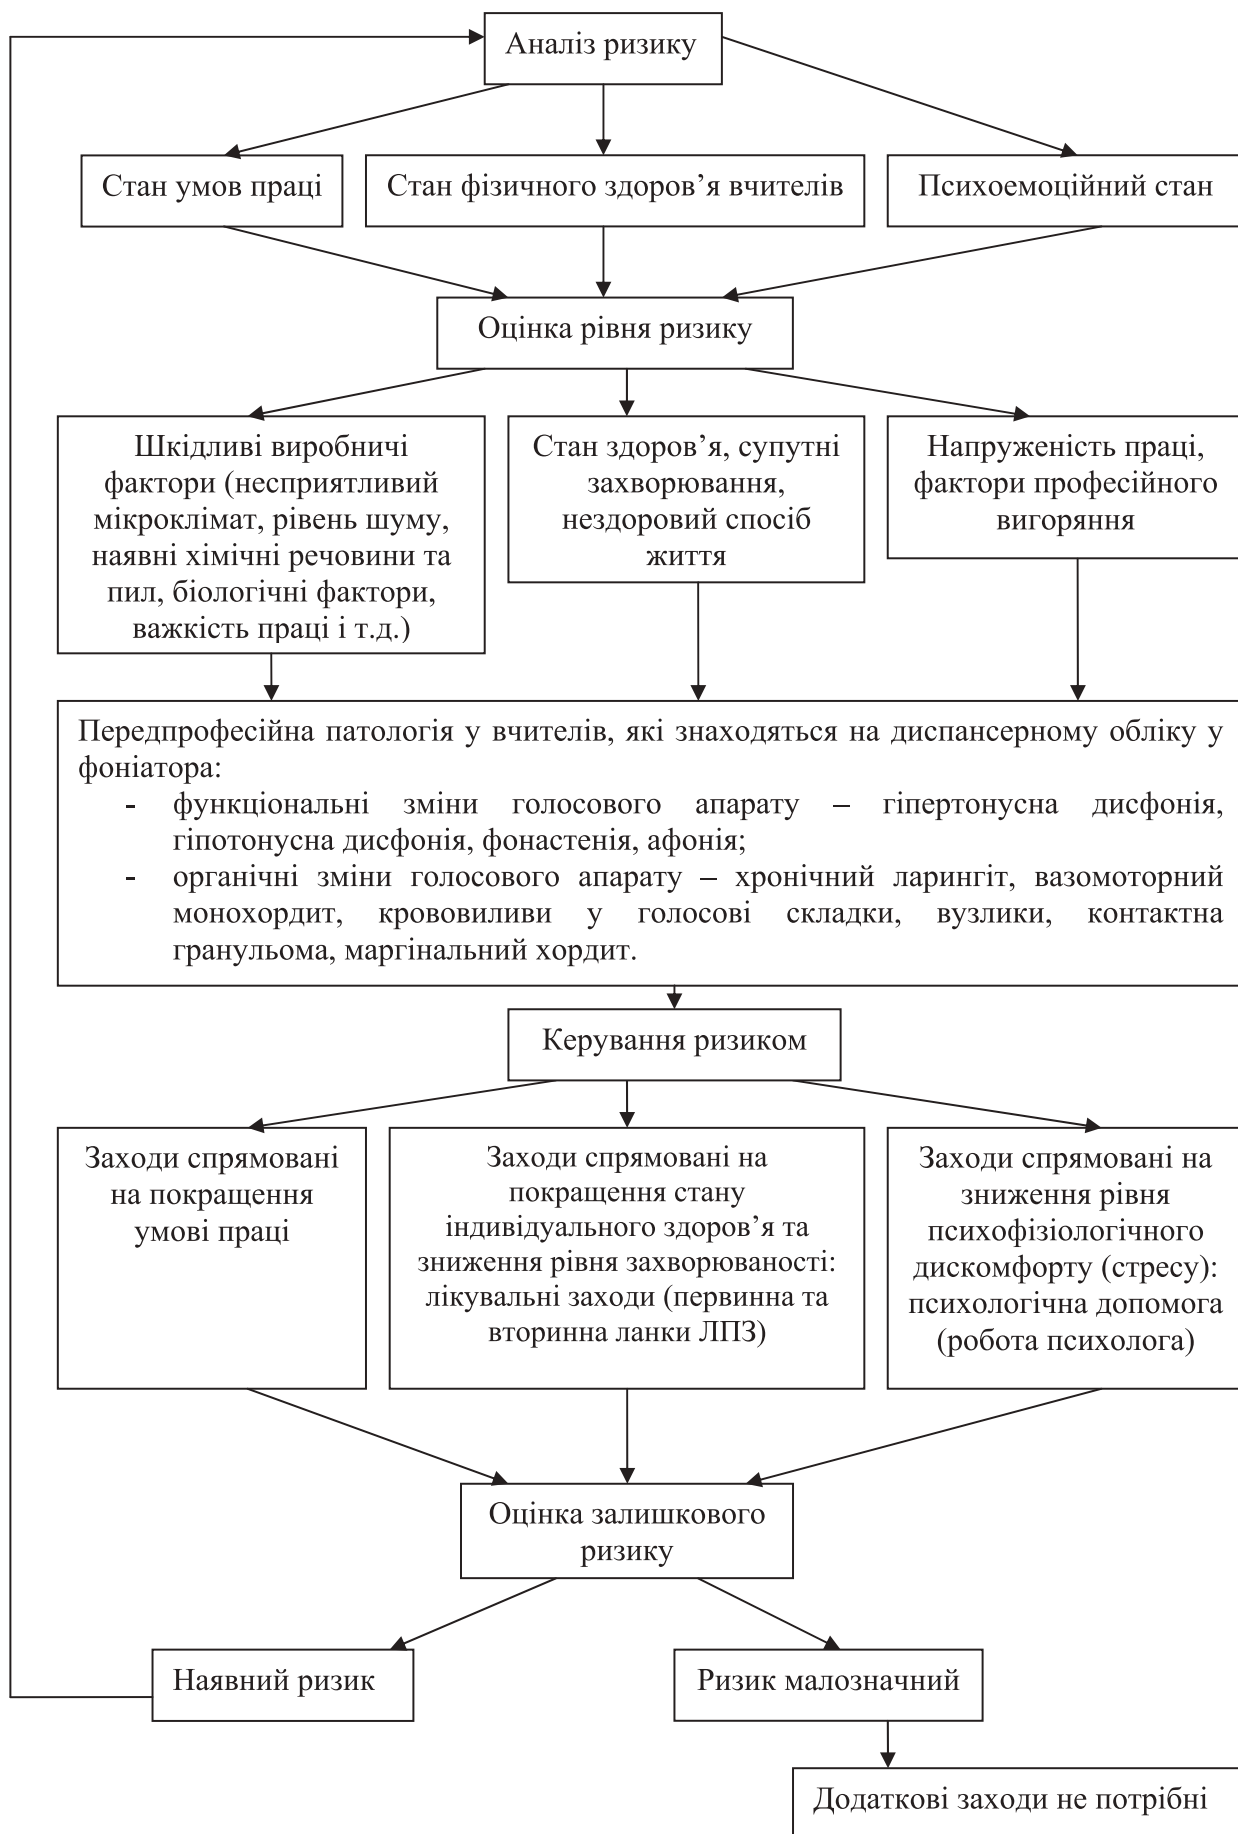 Аналіз ризику
Стан умов праці
Стан фізичного здоров’я вчителів
Психоемоційний стан
Оцінка рівня ризику
Шкідливі виробничі
фактори (несприятливий
мікроклімат, рівень шуму,
наявні хімічні речовини та
пил, біологічні фактори,
важкість праці і т.д.)
Стан здоров’я, супутні
захворювання,
нездоровий спосіб
життя
Напруженість праці,
фактори професійного
вигоряння
Передпрофесійна патологія у вчителів, які знаходяться на диспансерному обліку у
фоніатора:
- функціональні зміни голосового апарату – гіпертонусна дисфонія,
гіпотонусна дисфонія, фонастенія, афонія;
- органічні зміни голосового апарату – хронічний ларингіт, вазомоторний
монохордит, крововиливи у голосові складки, вузлики, контактна
гранульома, маргінальний хордит.
Керування ризиком
Заходи спрямовані
на покращення
умові праці
Заходи спрямовані на
покращення стану
індивідуального здоров’я та
зниження рівня захворюваності:
лікувальні заходи (первинна та
вторинна ланки ЛПЗ)
Заходи спрямовані на
зниження рівня
психофізіологічного
дискомфорту (стресу):
психологічна допомога
(робота психолога)
Оцінка залишкового
ризику
Наявний ризик
Ризик малозначний
Додаткові заходи не потрібні